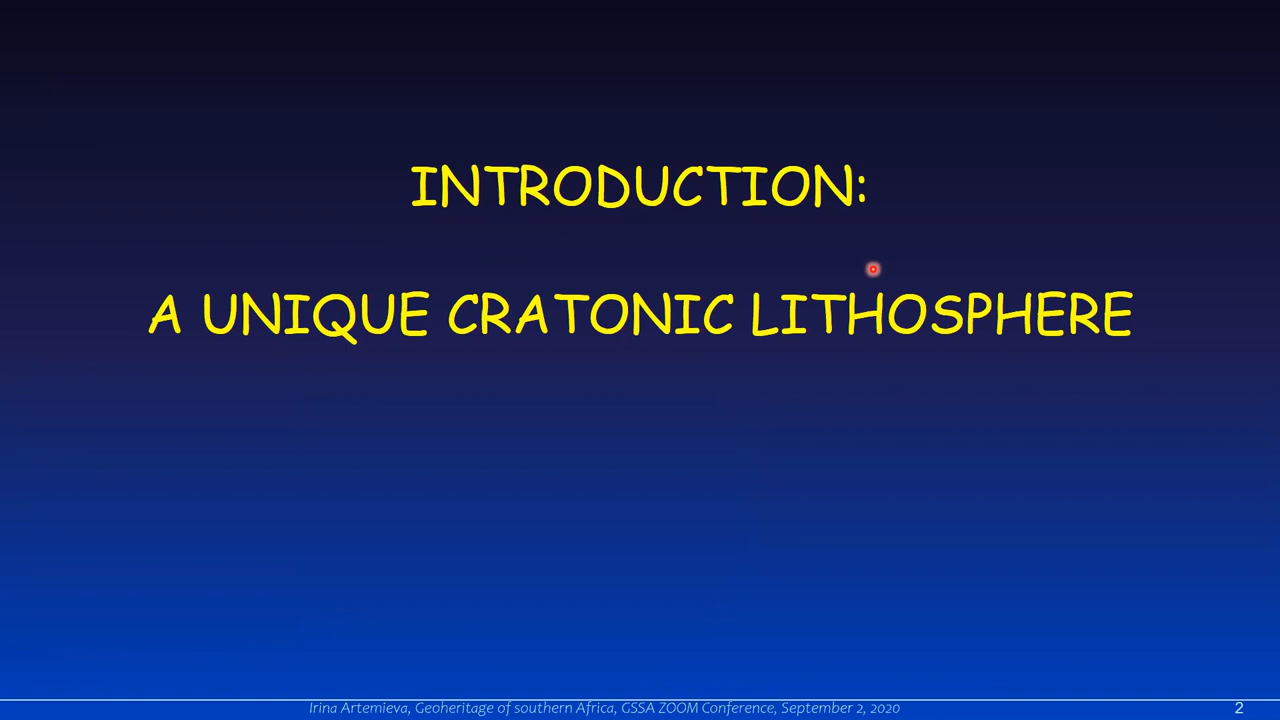 INTRODUCTION:
A UNIQUE CRATONIC LITHOSPHERE
Irina Artemieva, Geoheritage of southern Africa, GSSA ZOOM Conference, September 2, 2020
2